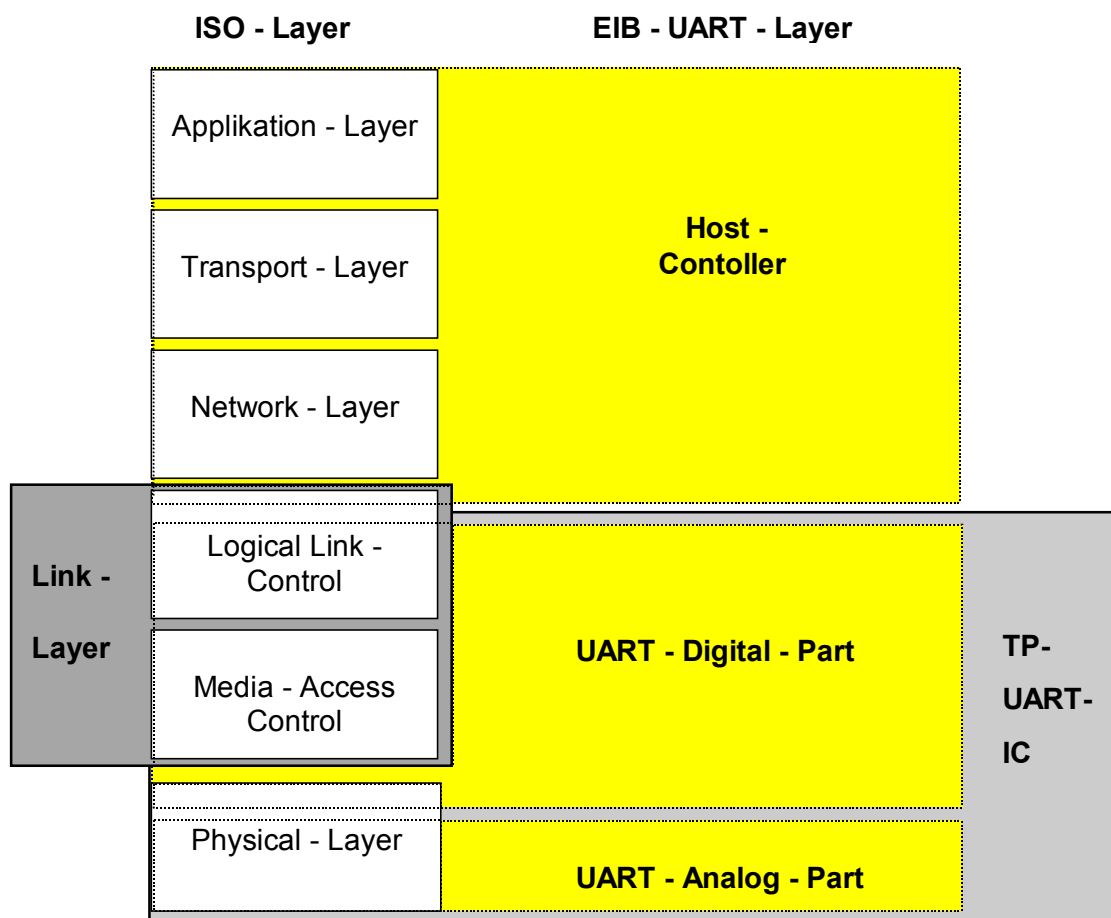 ISO - Layer
EIB - UART - Layer
Applikation - Layer
Transport - Layer
Host -
Contoller
Network - Layer
Link -
Layer
Logical Link -
Control
Media - Access
Control
UART - Digital - Part
TP-
UART-
IC
Physical - Layer
UART - Analog - Part